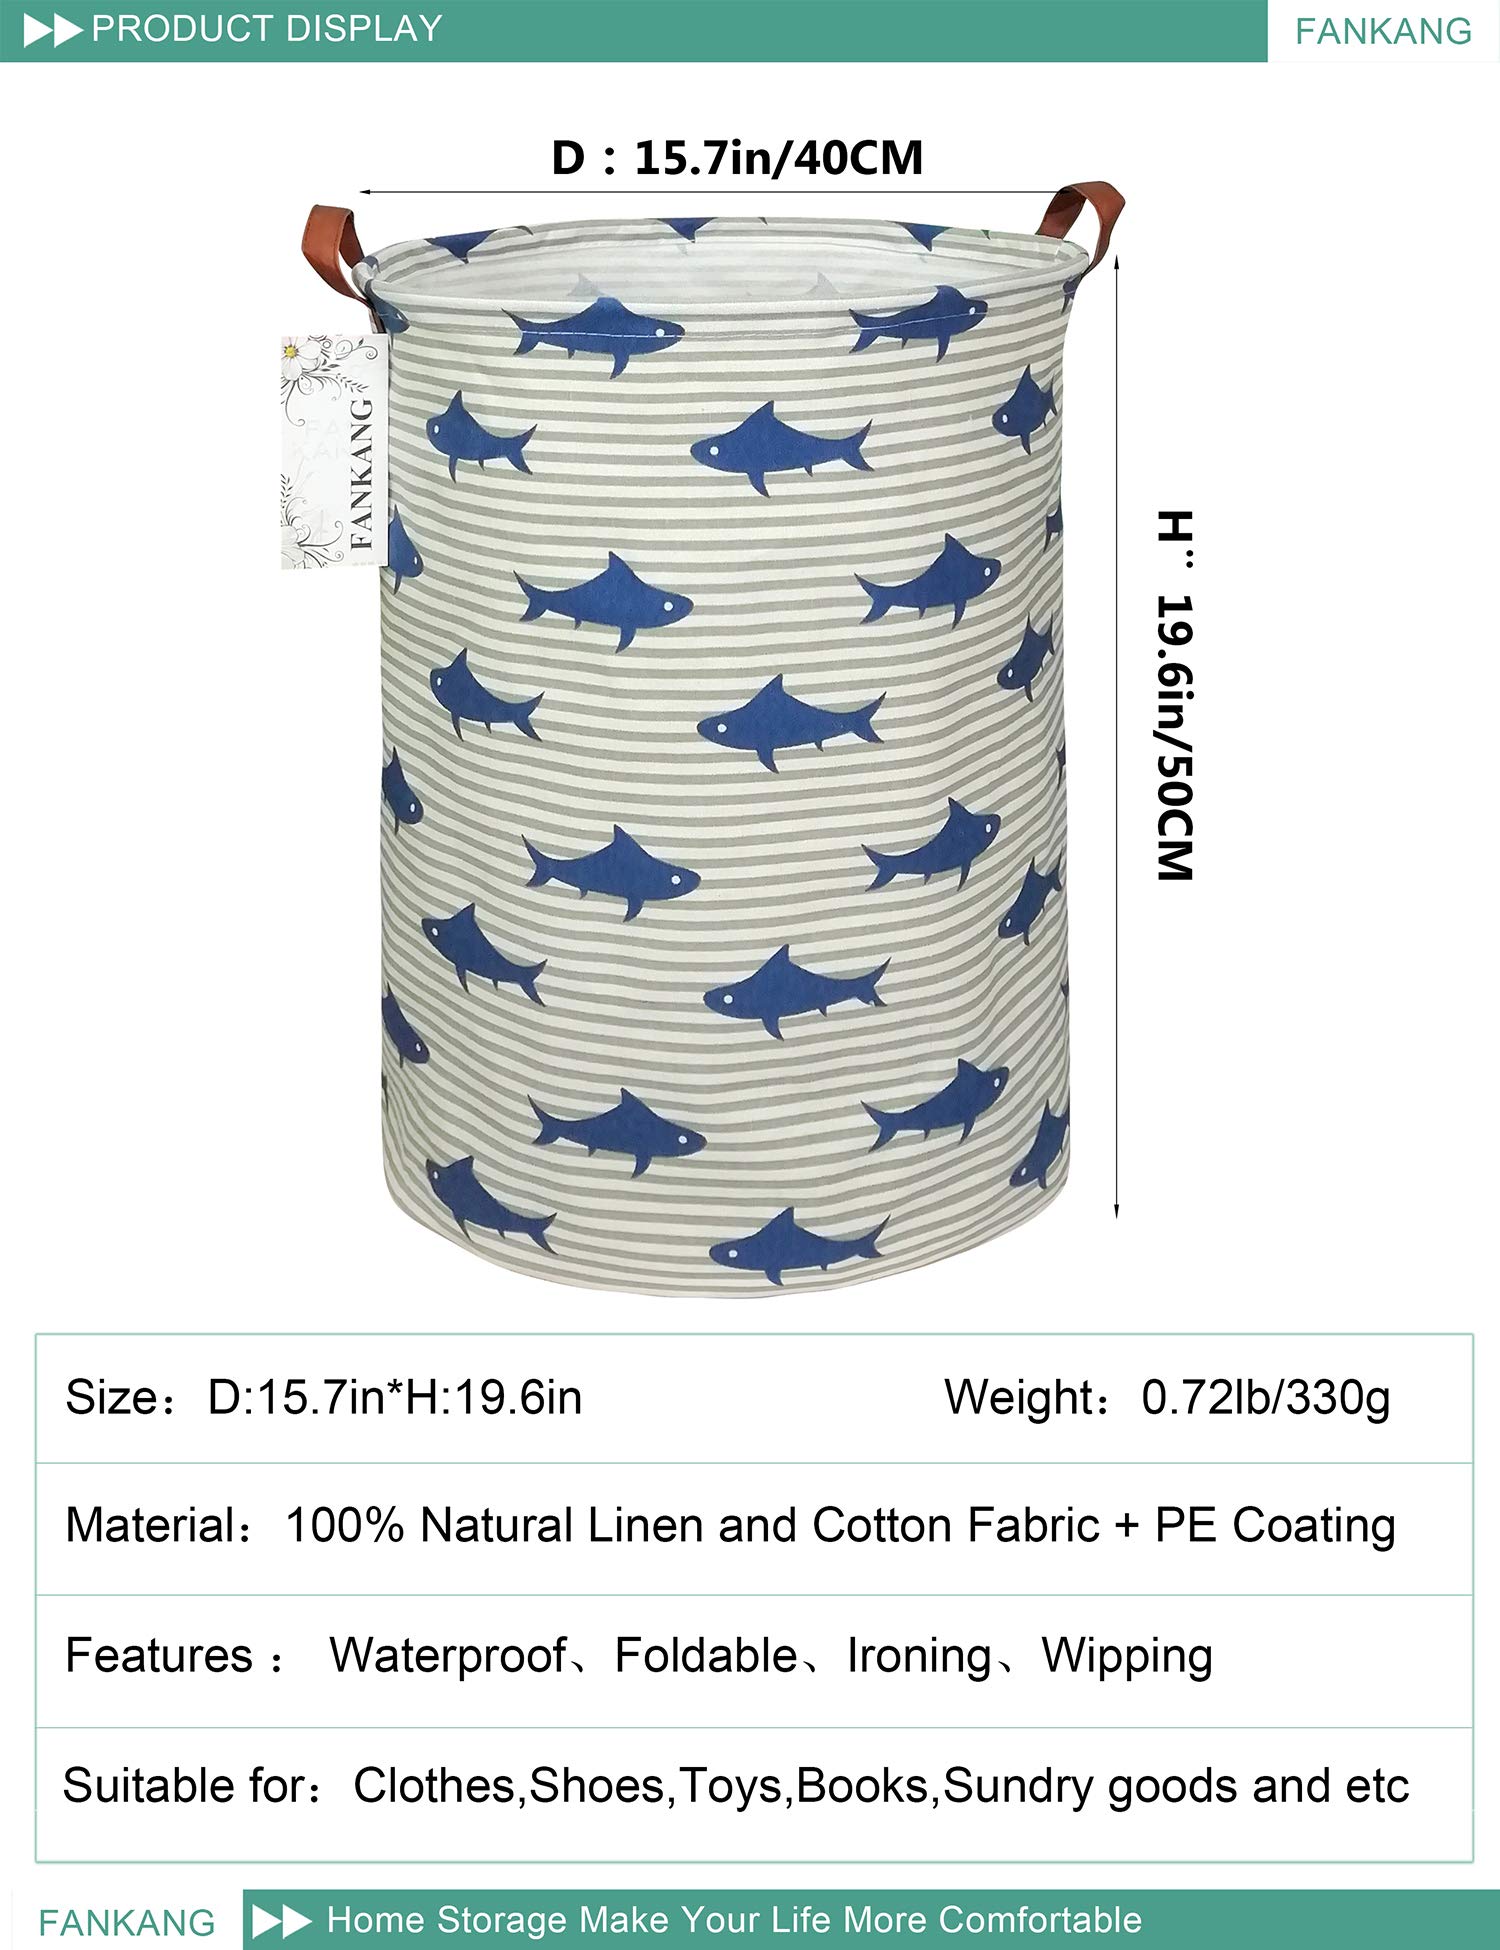 PRODUCT DISPLAY
FANKANG
D：15.7in/40CM
FANKANG
H：19.6in/50CM
Size：D:15.7in*H:19.6in
Weight：0.72lb/330g
Material：100% Natural Linen and Cotton Fabric + PE Coating
Features： Waterproof、Foldable、Ironing、Wipping
Suitable for：Clothes,Shoes,Toys,Books,Sundry goods and etc
FANKANG
Home Storage Make Your Life More Comfortable